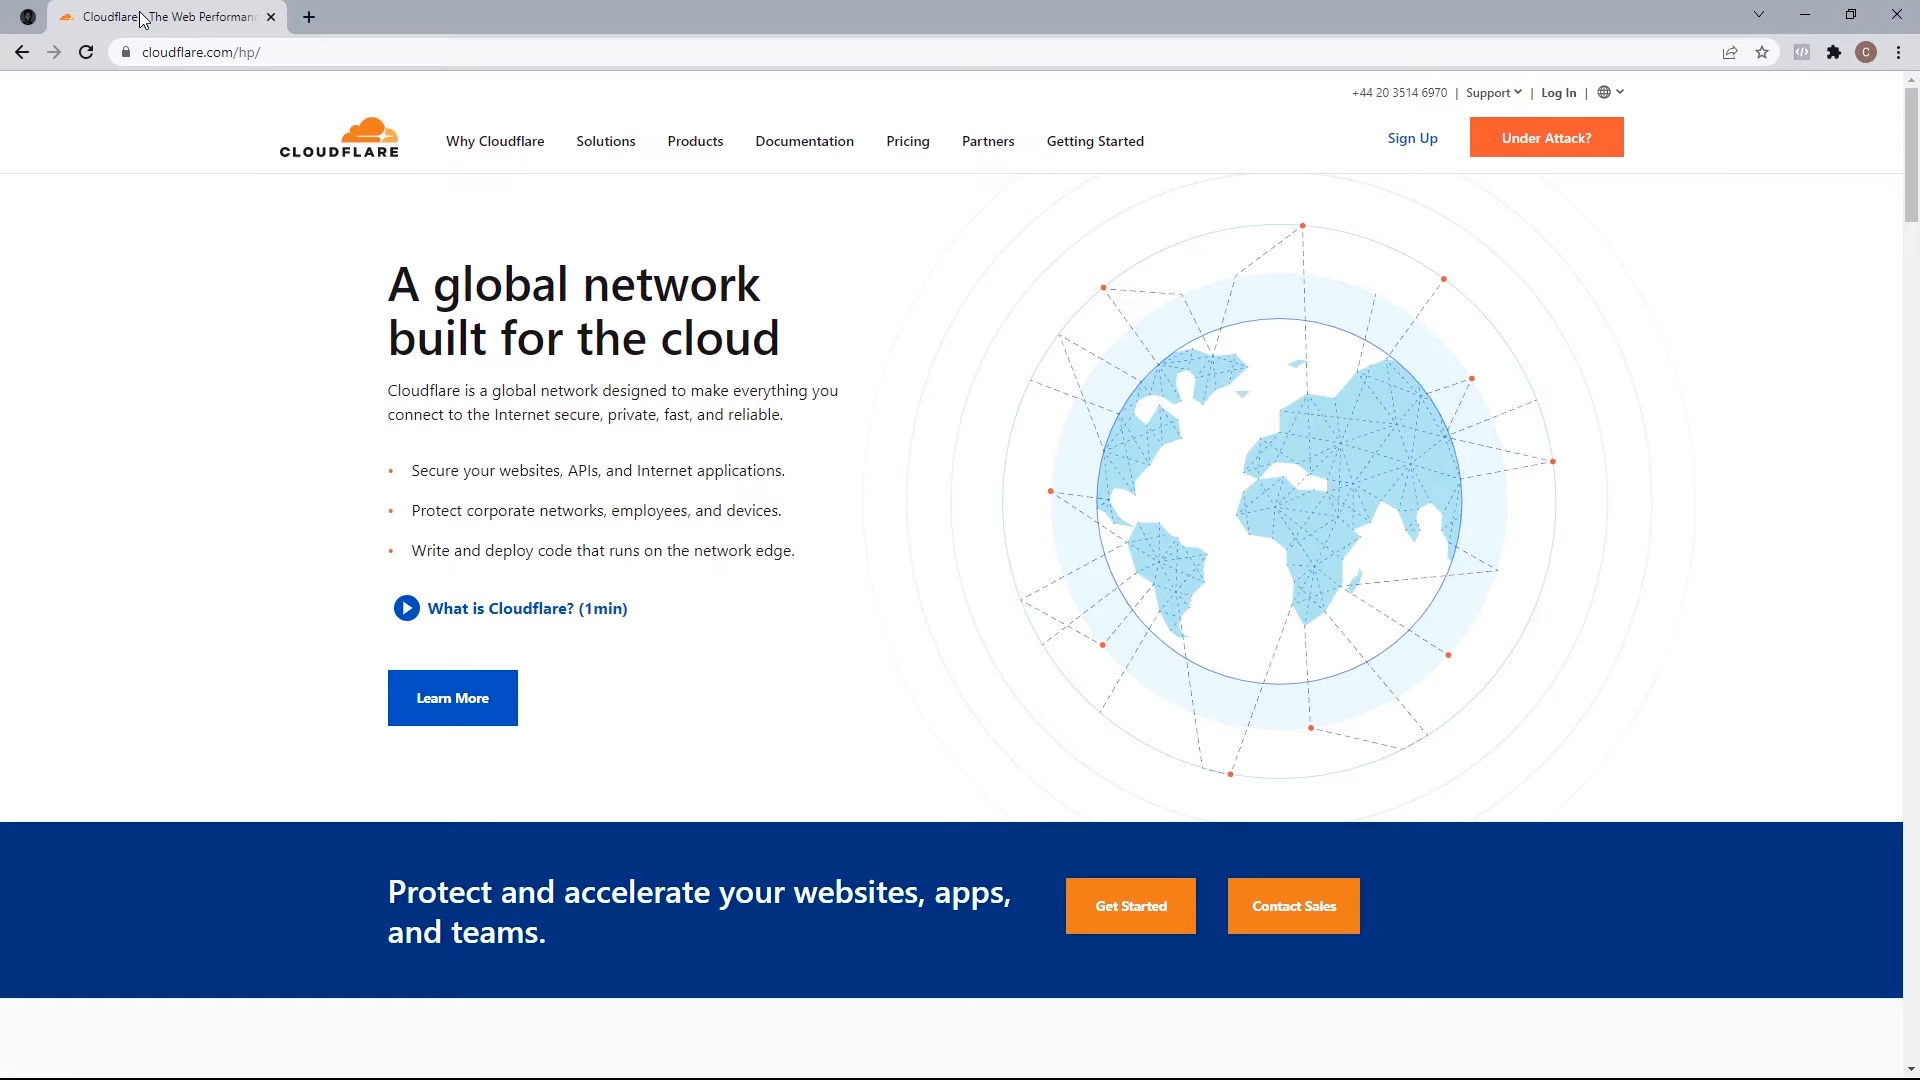 Cloudflare - The Web Performanc
cloudflare.com/hp/
C
+44 20 3514 6970 | Support | Log In |
CLOUDFLARE
Why Cloudflare Solutions Products Documentation Pricing Partners Getting Started
Sign Up
Under Attack?
A global network
built for the cloud
Cloudflare is a global network designed to make everything you
connect to the Internet secure, private, fast, and reliable.
• Secure your websites, APIs, and Internet applications.
• Protect corporate networks, employees, and devices.
• Write and deploy code that runs on the network edge.
What is Cloudflare? (1min)
Learn More
Protect and accelerate your websites, apps,
and teams.
Get Started
Contact Sales